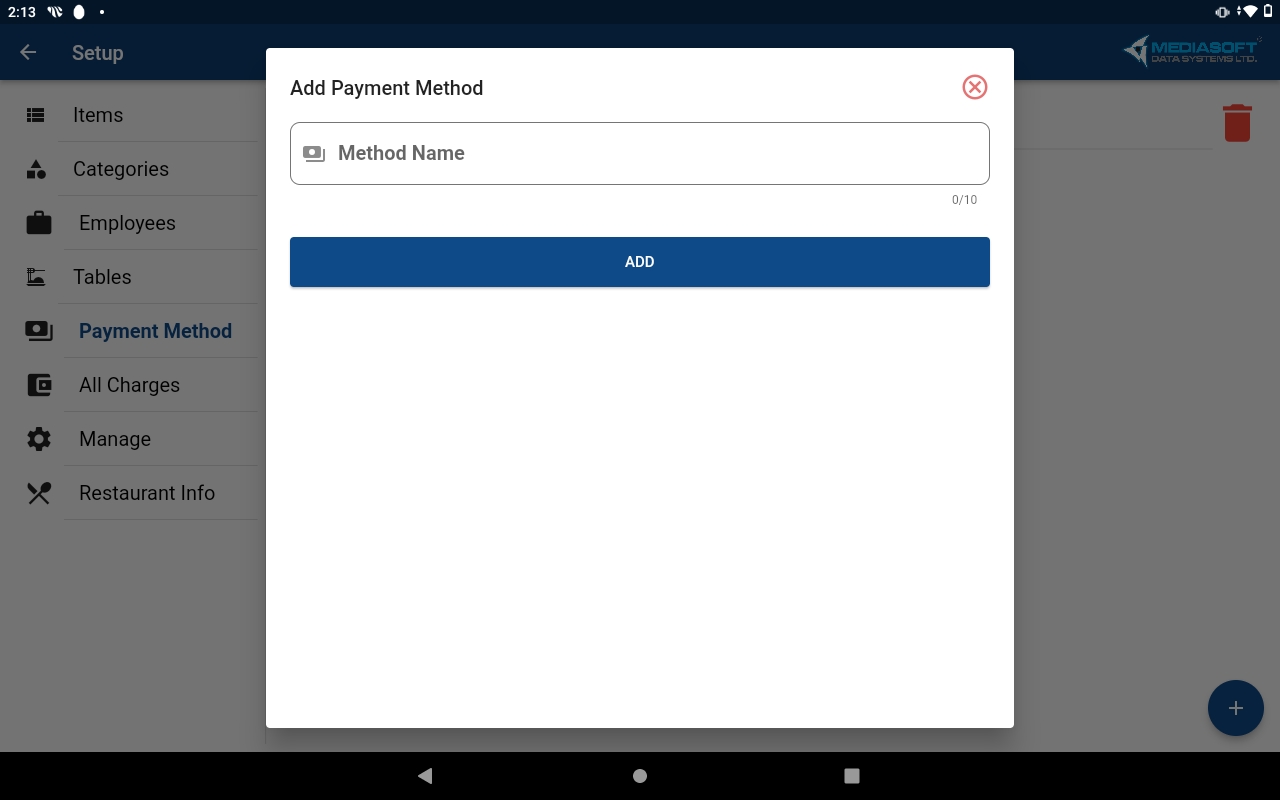 2:13
Setup
MEDIASOFT
DATA SYSTEMS LTD.
Add Payment Method
Items
Method Name
Categories
0/10
Employees
ADD
Tables
Payment Method
All Charges
Manage
Restaurant Info